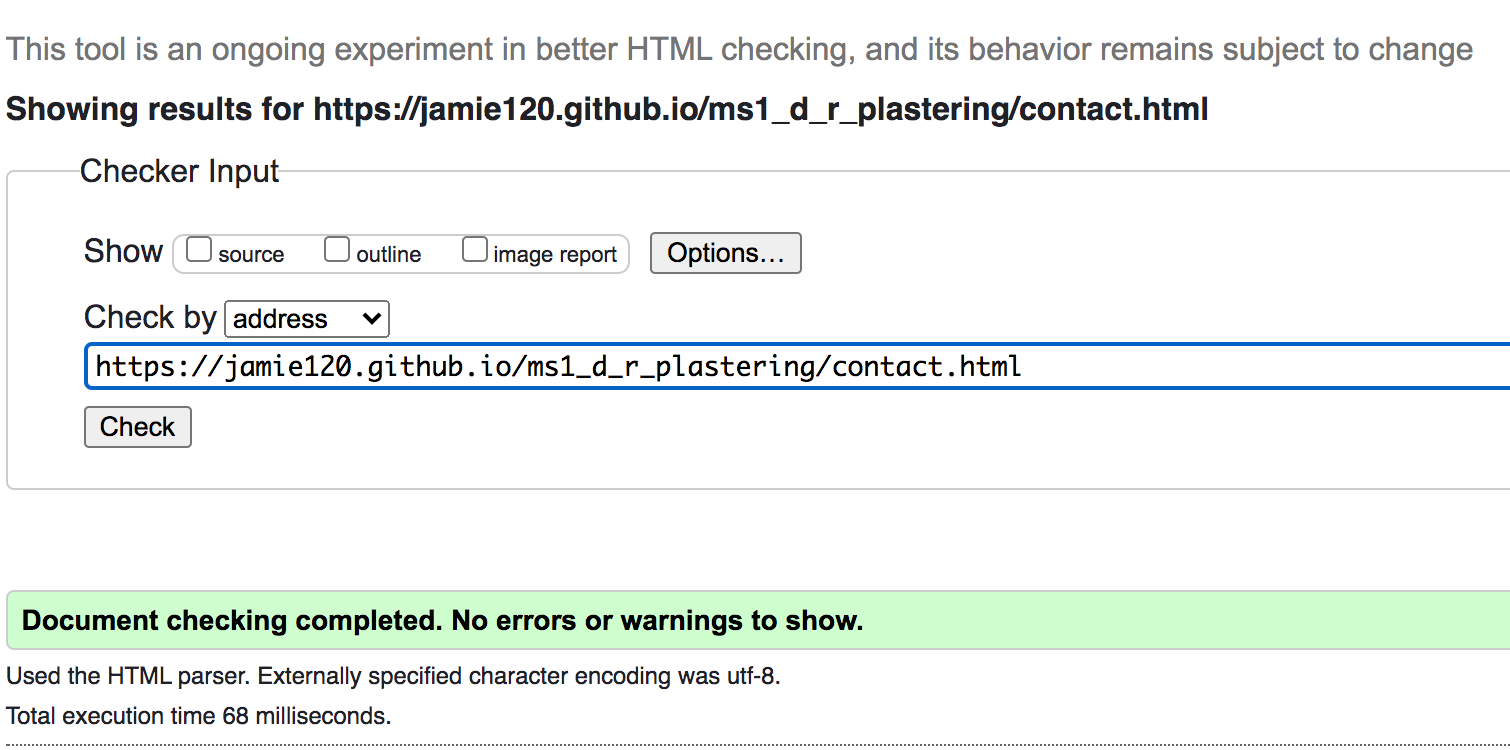 This tool is an ongoing experiment in better HTML checking, and its behavior remains subject to change
Showing results for https://jamie120.github.io/ms1_d_r_plastering/contact.html
Checker Input
Show source outline image report Options…
Check by address
https://jamie120.github.io/ms1_d_r_plastering/contact.html
Check
Document checking completed. No errors or warnings to show.
Used the HTML parser. Externally specified character encoding was utf-8.
Total execution time 68 milliseconds.